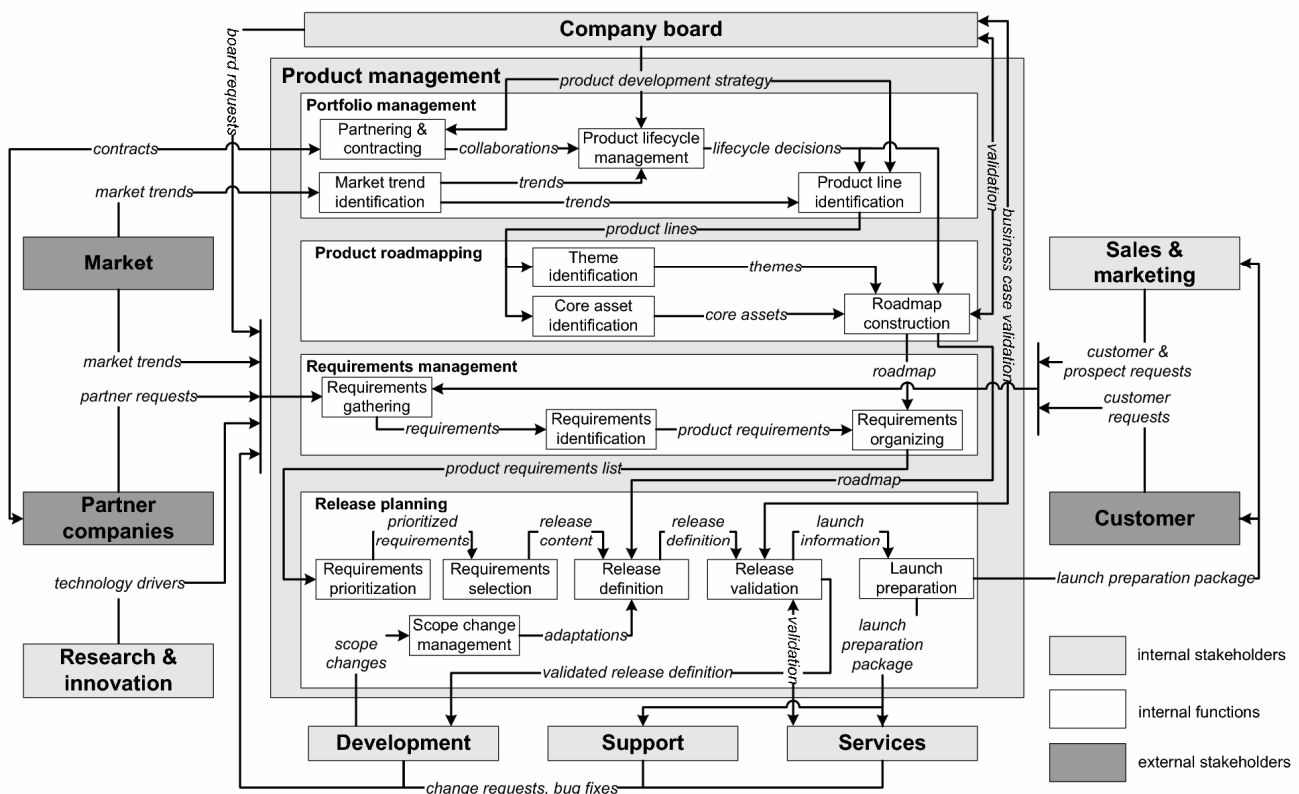 Company board
board requests
Product management
product development strategy
Portfolio management
Partnering &
contracting
collaborations
Product lifecycle
management
lifecycle decisions
contracts
market trends
Market trend
identification
trends
trends
Product line
identification
validation
business case validation
product lines
Product roadmapping
Theme
identification
themes
Core asset
identification
core assets
Roadmap
construction
Market
Sales &
marketing
market trends
partner requests
Requirements management
Requirements
gathering
requirements
Requirements
identification
product requirements
roadmap
Requirements
organizing
customer &
prospect requests
customer
requests
product requirements list
roadmap
Partner
companies
Customer
Release planning
prioritized
requirements
release
content
release
definition
launch
information
Requirements
prioritization
Requirements
selection
Release
definition
Release
validation
Launch
preparation
launch preparation package
technology drivers
Research &
innovation
scope
changes
Scope change
management
adaptations
validation
launch
preparation
package
validated release definition
Development
Support
Services
change requests, bug fixes
internal stakeholders
internal functions
external stakeholders